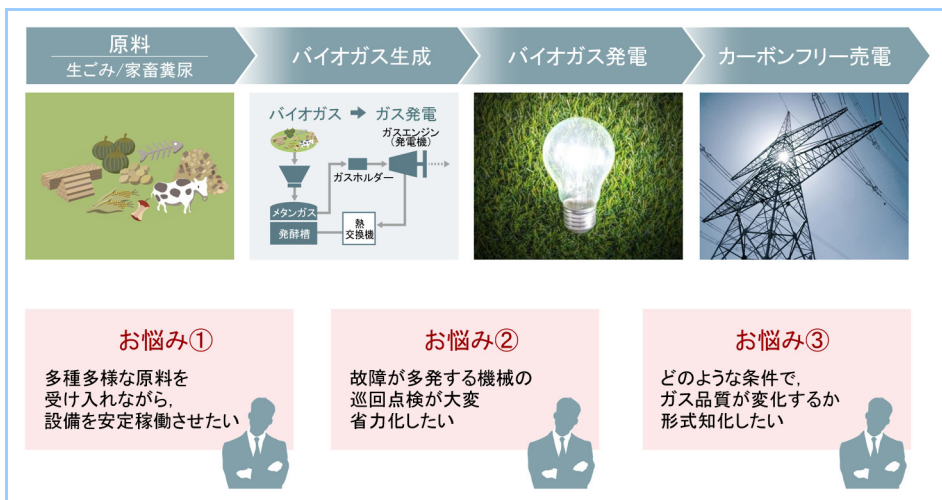 原料
生ごみ/家畜糞尿
バイオガス生成
バイオガス発電
カーボンフリー売電
バイオガス ➡ ガス発電
ガスエンジン
(発電機)
ガスホルダー
メタンガス
発酵槽
熱
交換機
お悩み①
多種多様な原料を
受け入れながら,
設備を安定稼働させたい
お悩み②
故障が多発する機械の
巡回点検が大変
省力化したい
お悩み③
どのような条件で,
ガス品質が変化するか
形式知化したい